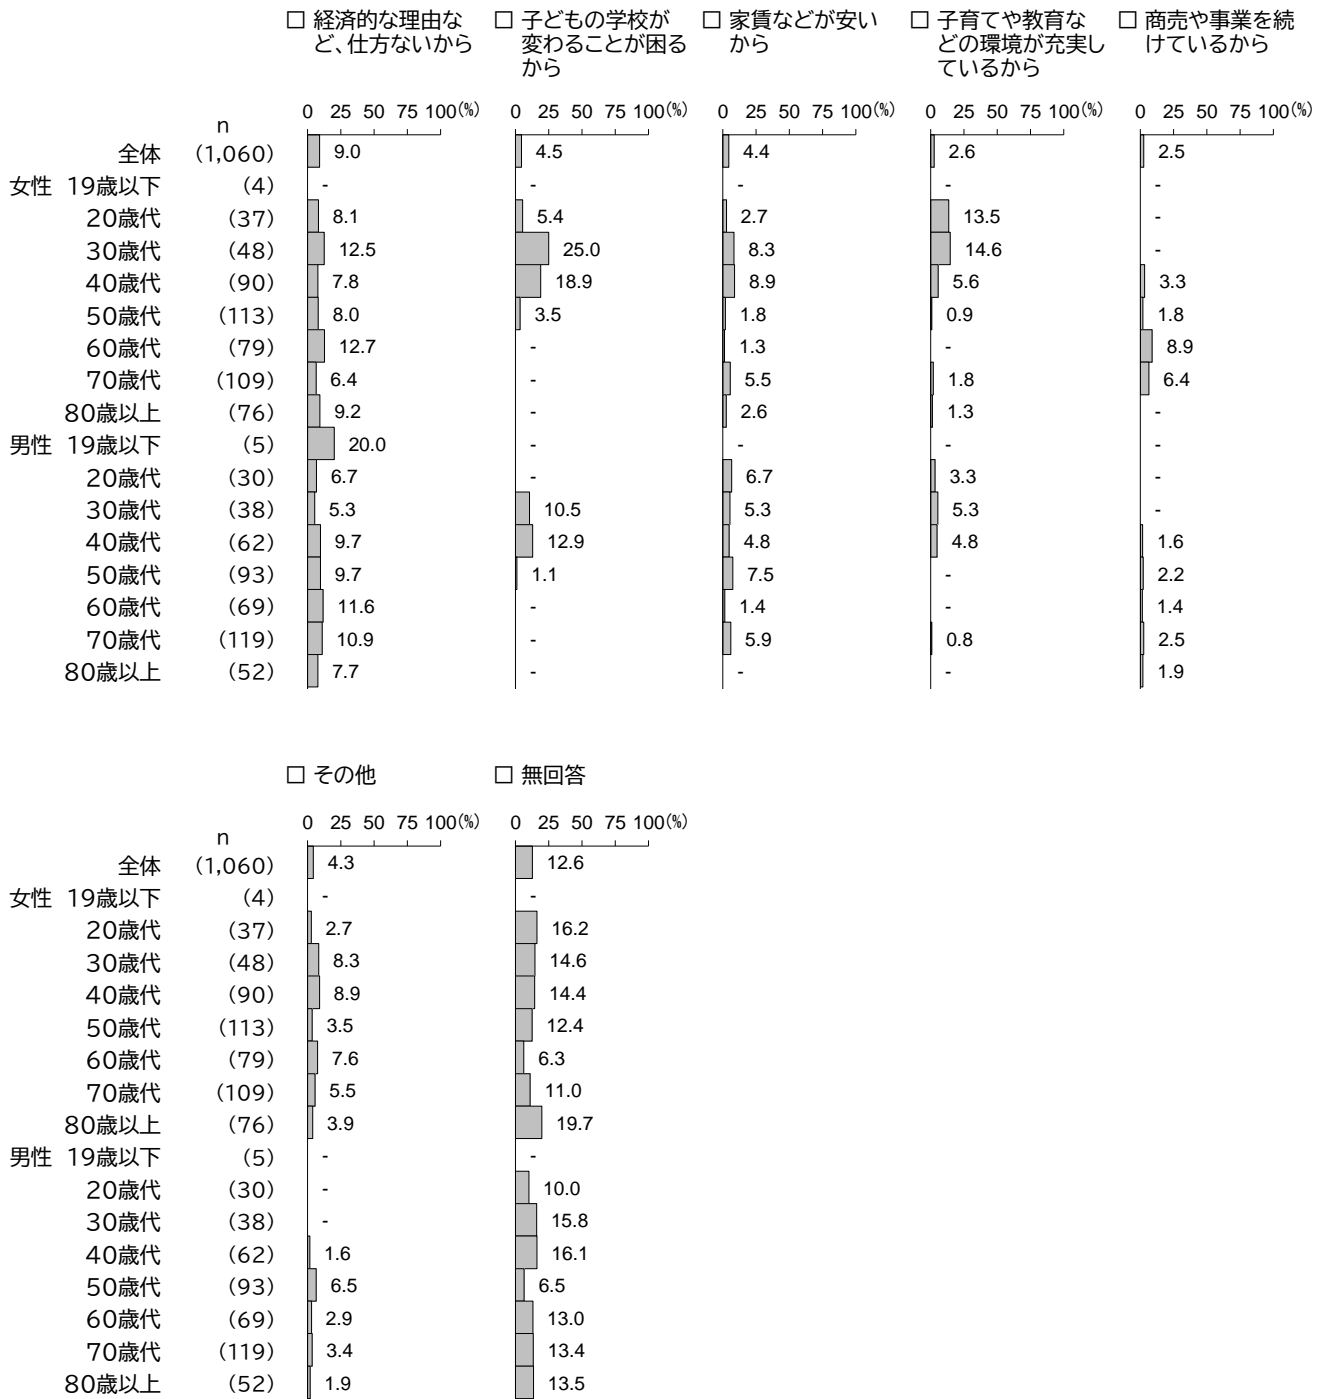 □ 経済的な理由な
ど、仕方ないから
□ 子どもの学校が
変わることが困る
から
□ 家賃などが安い
から
□ 子育てや教育な
どの環境が充実し
ているから
□ 商売や事業を続
けているから
0 25 50 75 100(%) 0 25 50 75 100(%) 0 25 50 75 100(%) 0 25 50 75 100(%) 0 25 50 75 100(%)
n
全体 (1,060) 9.0 4.5 4.4 2.6 2.5
女性 19歳以下 (4) - - - - -
20歳代 (37) 8.1 5.4 2.7 13.5 -
30歳代 (48) 12.5 25.0 8.3 14.6 -
40歳代 (90) 7.8 18.9 8.9 5.6 3.3
50歳代 (113) 8.0 3.5 1.8 0.9 1.8
60歳代 (79) 12.7 - 1.3 - 8.9
70歳代 (109) 6.4 - 5.5 1.8 6.4
80歳以上 (76) 9.2 - 2.6 1.3 -
男性 19歳以下 (5) 20.0 - - - -
20歳代 (30) 6.7 - 6.7 3.3 -
30歳代 (38) 5.3 10.5 5.3 5.3 -
40歳代 (62) 9.7 12.9 4.8 4.8 1.6
50歳代 (93) 9.7 1.1 7.5 - 2.2
60歳代 (69) 11.6 - 1.4 - 1.4
70歳代 (119) 10.9 - 5.9 0.8 2.5
80歳以上 (52) 7.7 - - - 1.9
□ その他 □ 無回答
0 25 50 75 100(%) 0 25 50 75 100(%)
n
全体 (1,060) 4.3 12.6
女性 19歳以下 (4) - -
20歳代 (37) 2.7 16.2
30歳代 (48) 8.3 14.6
40歳代 (90) 8.9 14.4
50歳代 (113) 3.5 12.4
60歳代 (79) 7.6 6.3
70歳代 (109) 5.5 11.0
80歳以上 (76) 3.9 19.7
男性 19歳以下 (5) - -
20歳代 (30) - 10.0
30歳代 (38) - 15.8
40歳代 (62) 1.6 16.1
50歳代 (93) 6.5 6.5
60歳代 (69) 2.9 13.0
70歳代 (119) 3.4 13.4
80歳以上 (52) 1.9 13.5